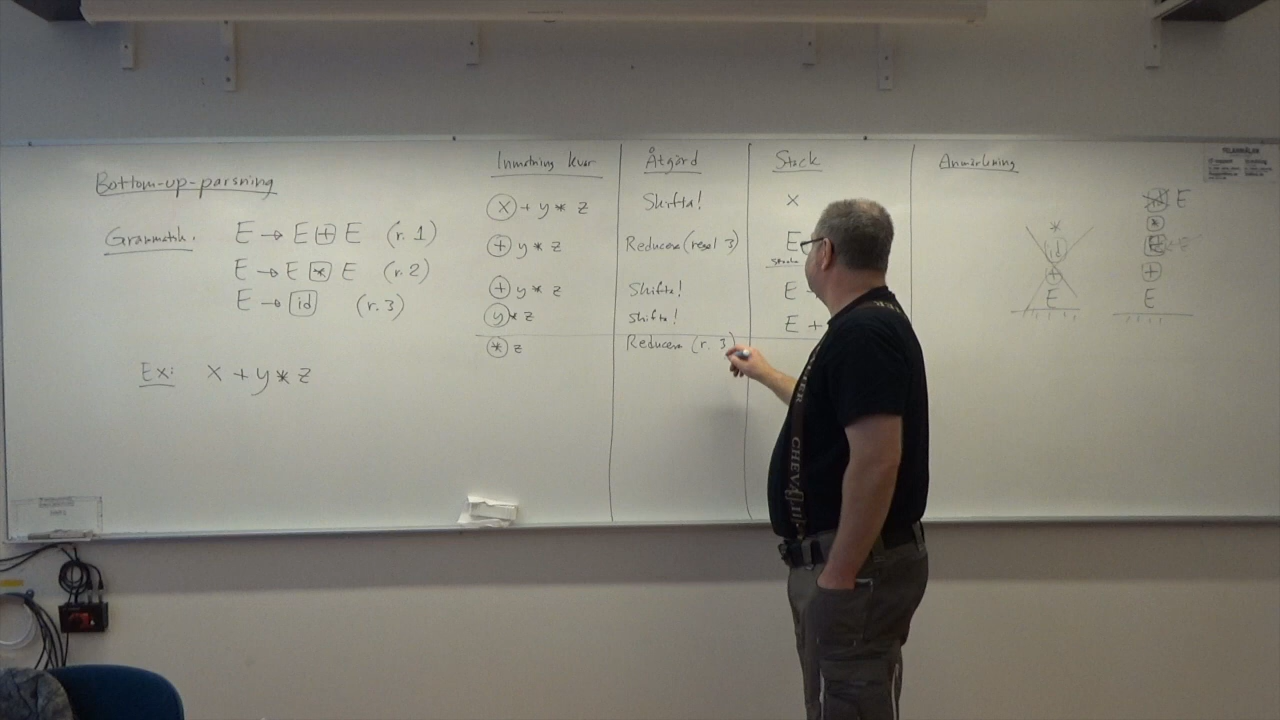 Bottom-up-parsning
Grammatik:
E → E + E (r. 1)
E → E * E (r. 2)
E → id (r. 3)
Ex: x + y * z
Inmatning kvar Åtgärd Stack Anmärkning
x + y * z Shifta! x
+ y * z Reducera (regel 3) E
+ y * z Shifta! E
y * z shifta! E +
* z Reducera (r. 3)
*
id
+
E
E
*
+
E
CHEVALIER